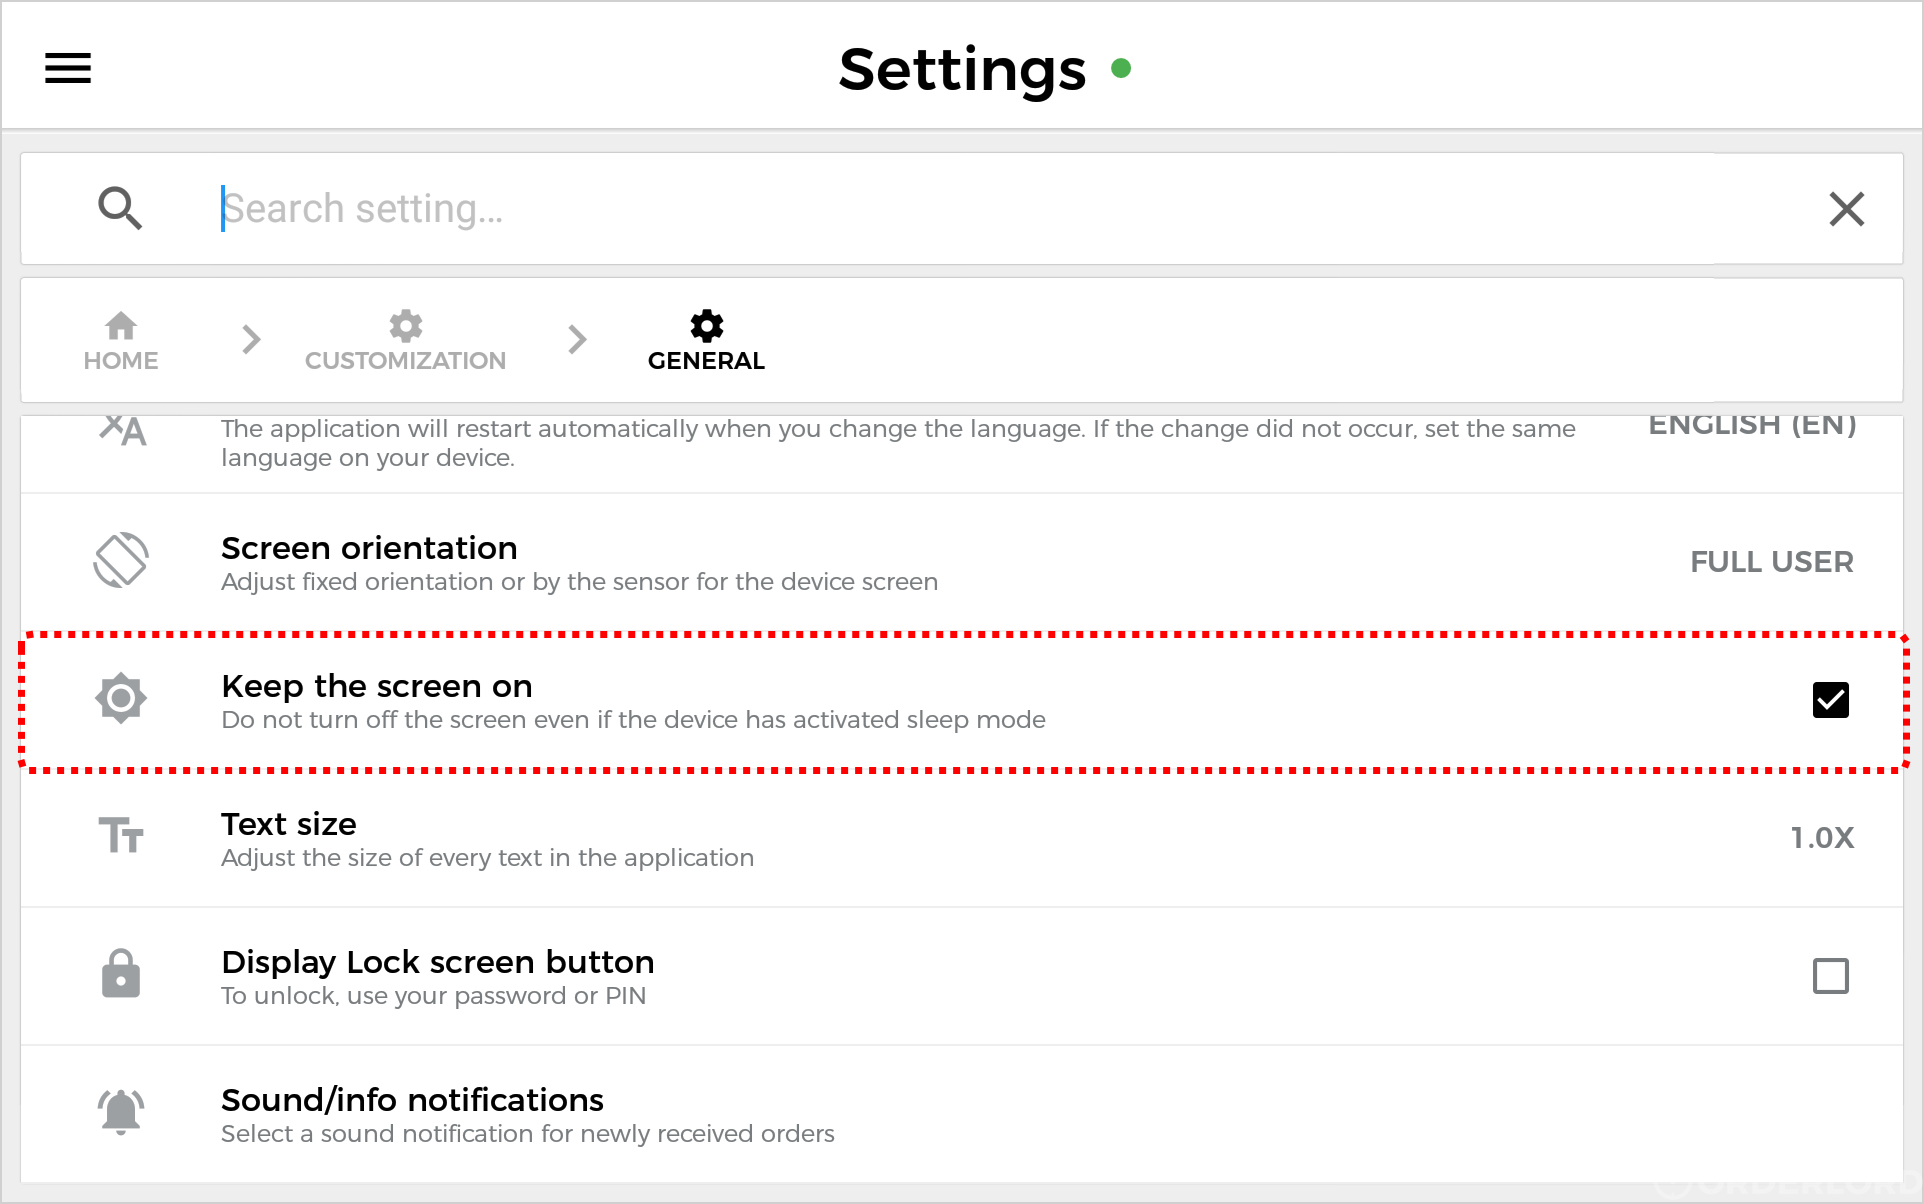 Settings
Search setting...
HOME
CUSTOMIZATION
GENERAL
The application will restart automatically when you change the language. If the change did not occur, set the same
language on your device.
ENGLISH (EN)
Screen orientation
Adjust fixed orientation or by the sensor for the device screen
FULL USER
Keep the screen on
Do not turn off the screen even if the device has activated sleep mode
Text size
Adjust the size of every text in the application
1.0X
Display Lock screen button
To unlock, use your password or PIN
Sound/info notifications
Select a sound notification for newly received orders
ORDERLORD